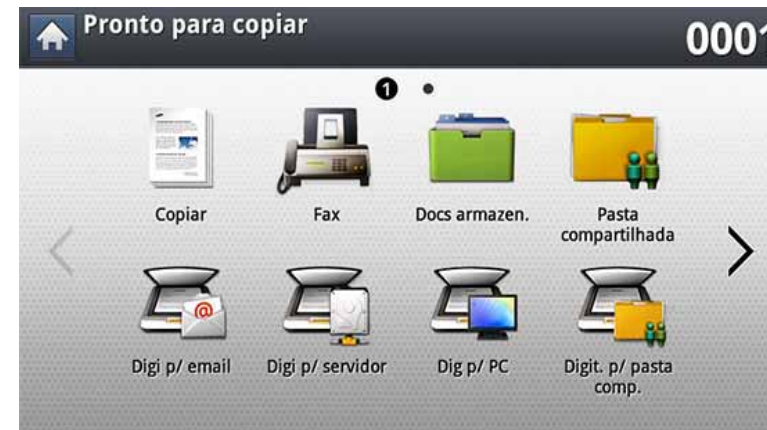 Pronto para copiar
0001
1
Copiar
Fax
Docs armazen.
Pasta
compartilhada
@
Digi p/ email
Digi p/ servidor
Dig p/ PC
Digit. p/ pasta
comp.